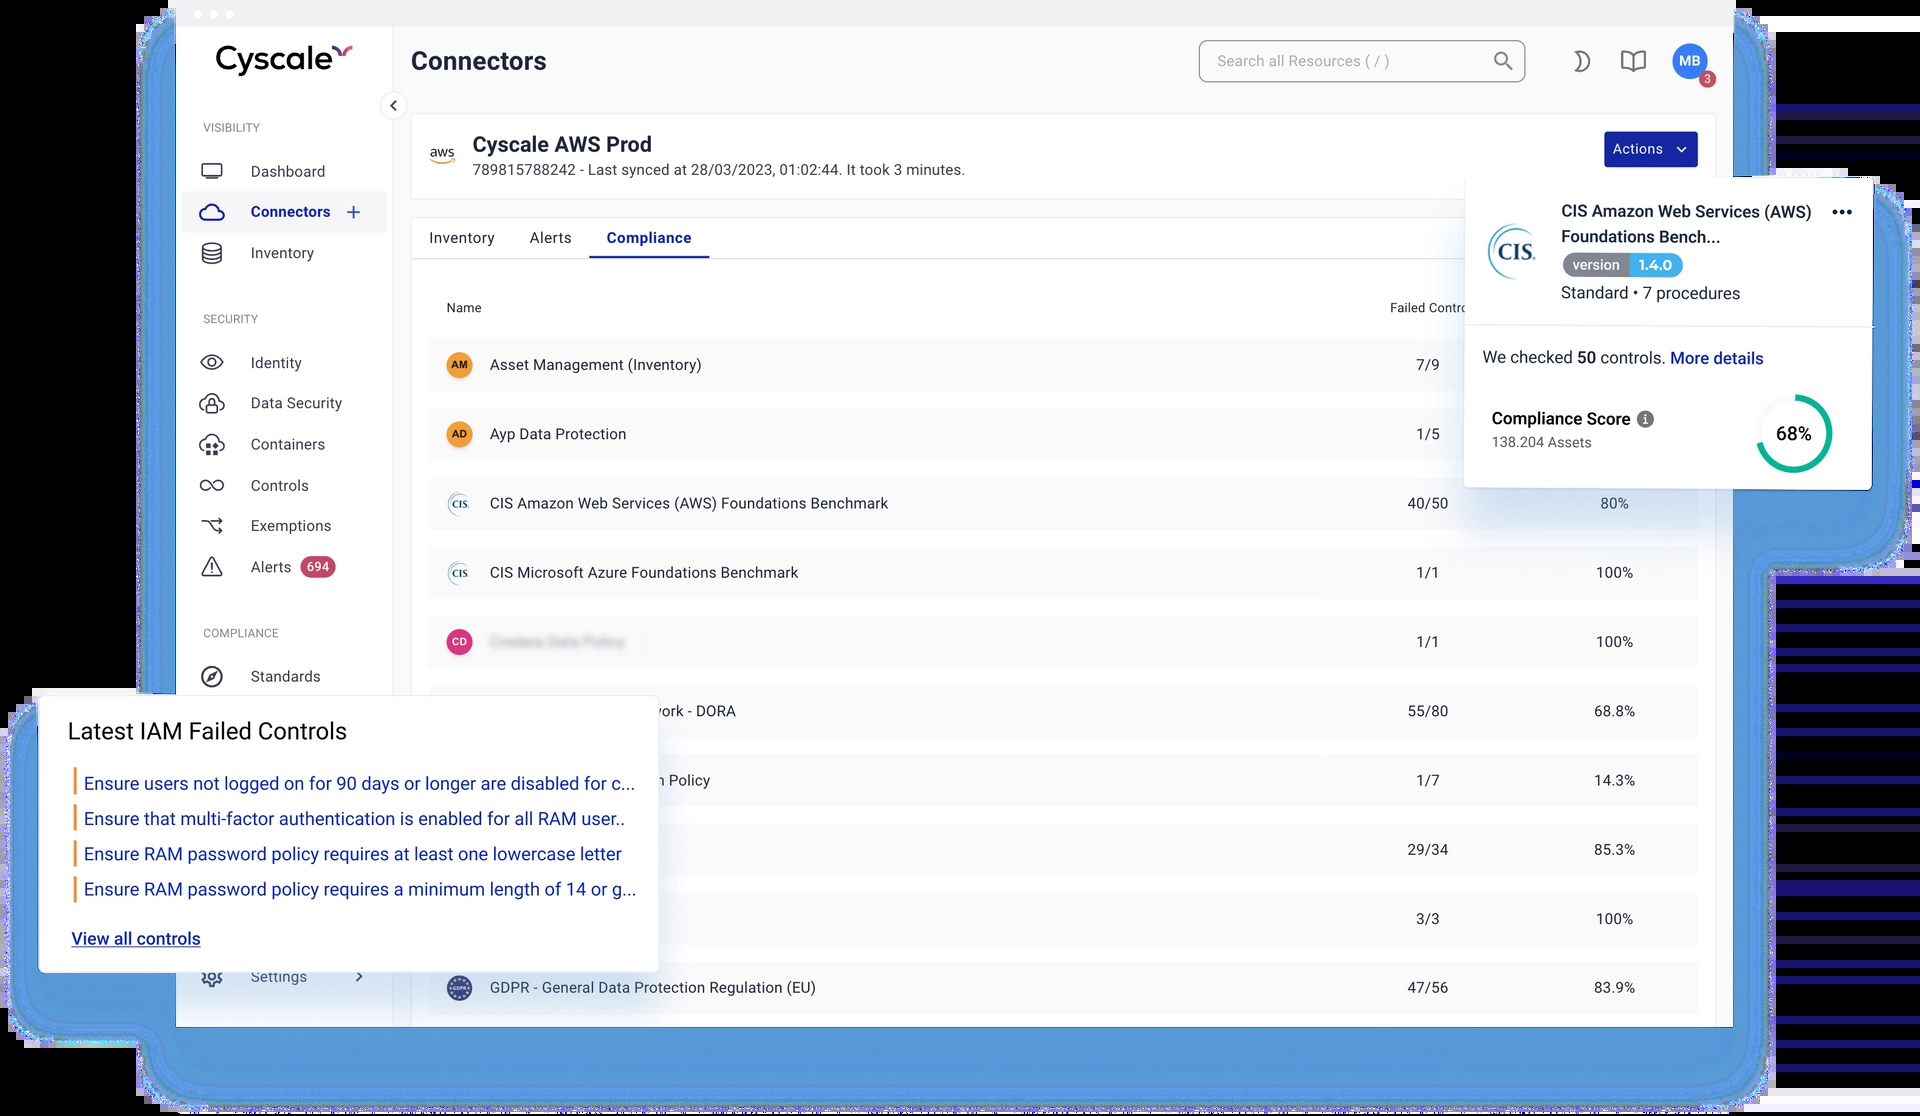 Cyscale
Connectors
Search all Resources ( / )
MB
3
VISIBILITY
Dashboard
Connectors +
Inventory
SECURITY
Identity
Data Security
Containers
Controls
Exemptions
Alerts 694
COMPLIANCE
Standards
Settings
aws
Cyscale AWS Prod
789815788242 - Last synced at 28/03/2023, 01:02:44. It took 3 minutes.
Actions
Inventory Alerts Compliance
Name Failed Contro
AM Asset Management (Inventory) 7/9
AD Ayp Data Protection 1/5
CIS. CIS Amazon Web Services (AWS) Foundations Benchmark 40/50 80%
CIS. CIS Microsoft Azure Foundations Benchmark 1/1 100%
CD 1/1 100%
- DORA 55/80 68.8%
Policy 1/7 14.3%
29/34 85.3%
3/3 100%
GDPR GDPR - General Data Protection Regulation (EU) 47/56 83.9%
CIS.
CIS Amazon Web Services (AWS)
Foundations Bench...
version 1.4.0
Standard • 7 procedures
We checked 50 controls. More details
Compliance Score
138.204 Assets
68%
Latest IAM Failed Controls
Ensure users not logged on for 90 days or longer are disabled for c...
Ensure that multi-factor authentication is enabled for all RAM user..
Ensure RAM password policy requires at least one lowercase letter
Ensure RAM password policy requires a minimum length of 14 or g...
View all controls